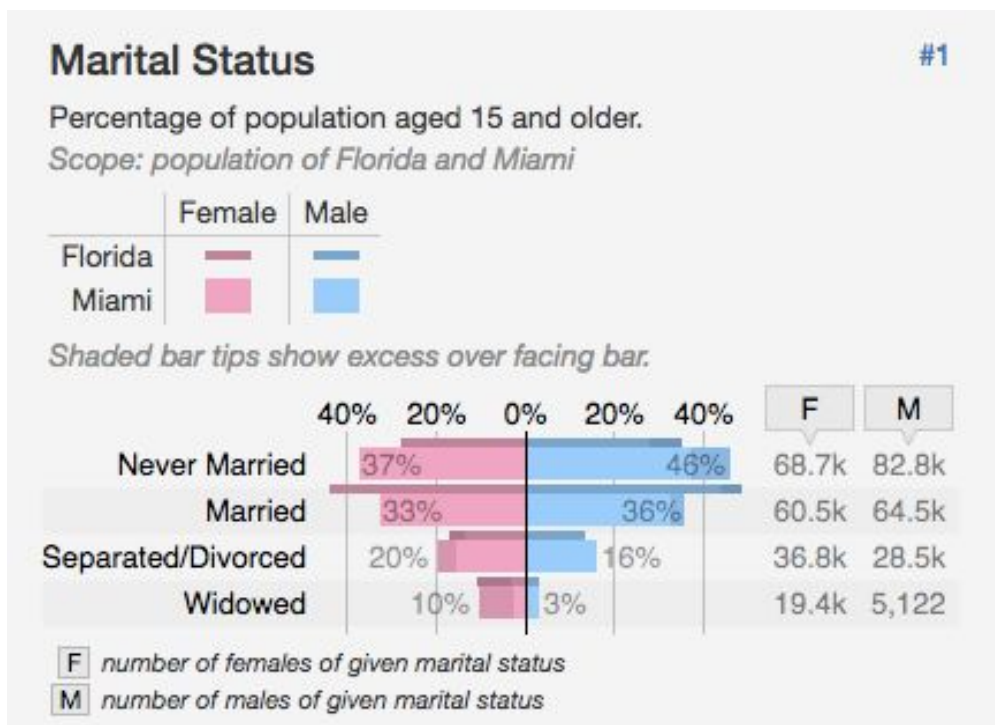 Marital Status #1
Percentage of population aged 15 and older.
Scope: population of Florida and Miami
Female Male
Florida
Miami
Shaded bar tips show excess over facing bar.
40% 20% 0% 20% 40% F M
Never Married 37% 46% 68.7k 82.8k
Married 33% 36% 60.5k 64.5k
Separated/Divorced 20% 16% 36.8k 28.5k
Widowed 10% 3% 19.4k 5,122
F number of females of given marital status
M number of males of given marital status